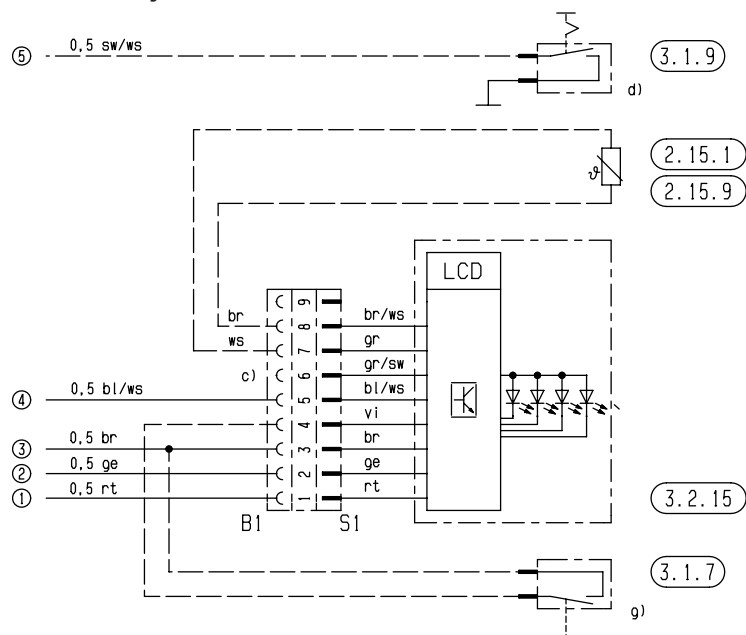 ⑤ 0,5 sw/ws
3.1.9
d)
2.15.1
ϑ
2.15.9
LCD
9
br 8 br/ws
ws 7 gr
c) 6 gr/sw
④ 0,5 bl/ws 5 bl/ws
4 vi
③ 0,5 br 3 br
② 0,5 ge 2 ge
① 0,5 rt 1 rt
3.2.15
B1 S1
3.1.7
g)